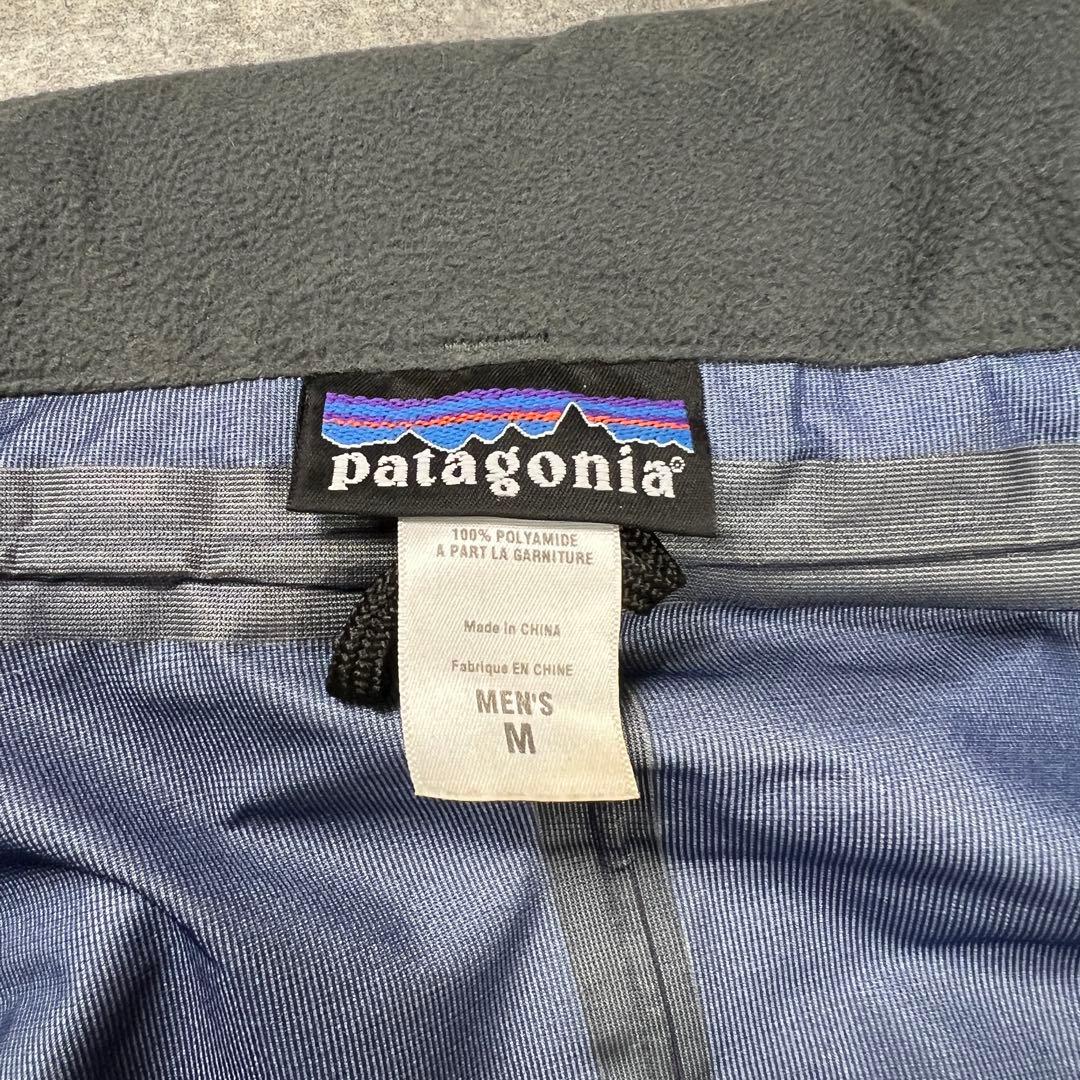 patagonia®
100% POLYAMIDE
A PART LA GARNITURE
Made in CHINA
Fabrique EN CHINE
MEN'S
M